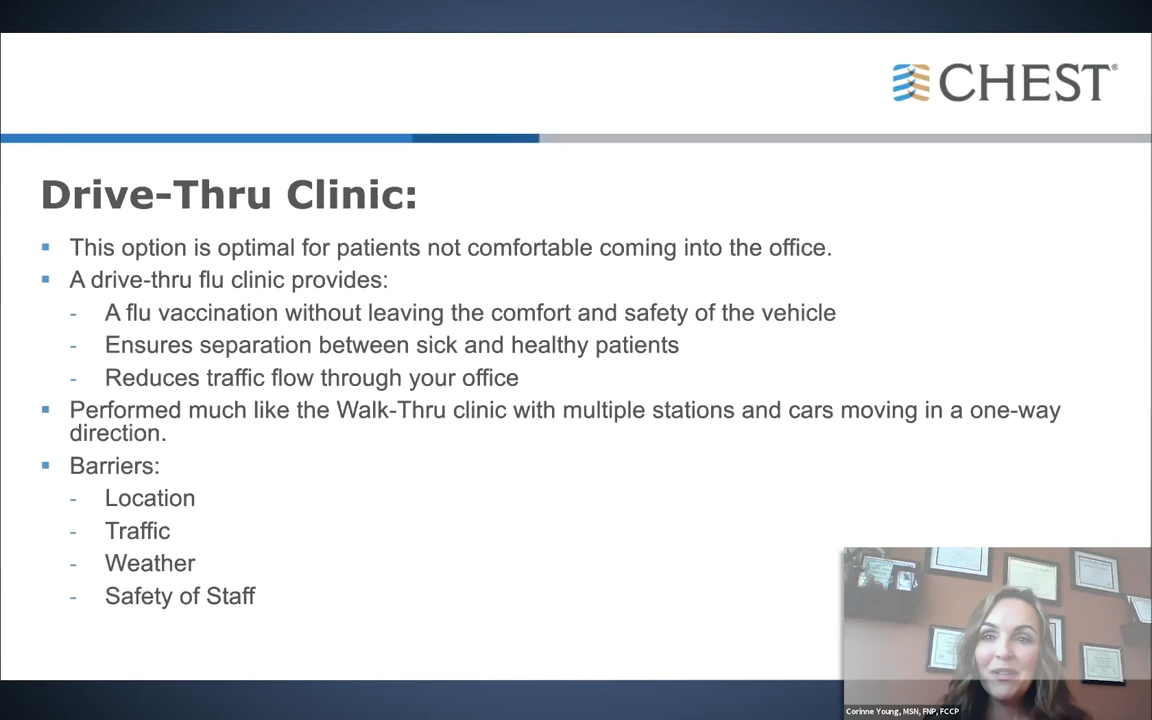 CHEST®
Drive-Thru Clinic:
▪ This option is optimal for patients not comfortable coming into the office.
▪ A drive-thru flu clinic provides:
- A flu vaccination without leaving the comfort and safety of the vehicle
- Ensures separation between sick and healthy patients
- Reduces traffic flow through your office
▪ Performed much like the Walk-Thru clinic with multiple stations and cars moving in a one-way
direction.
▪ Barriers:
- Location
- Traffic
- Weather
- Safety of Staff
Corinne Young, MSN, FNP, FCCP